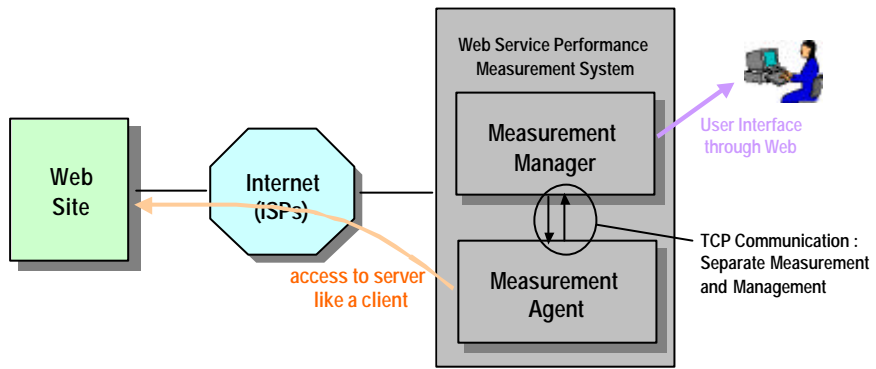 Web Service Performance
Measurement System
Measurement
Manager
User Interface
through Web
Web
Site
Internet
(ISPs)
TCP Communication :
Separate Measurement
and Management
access to server
like a client
Measurement
Agent